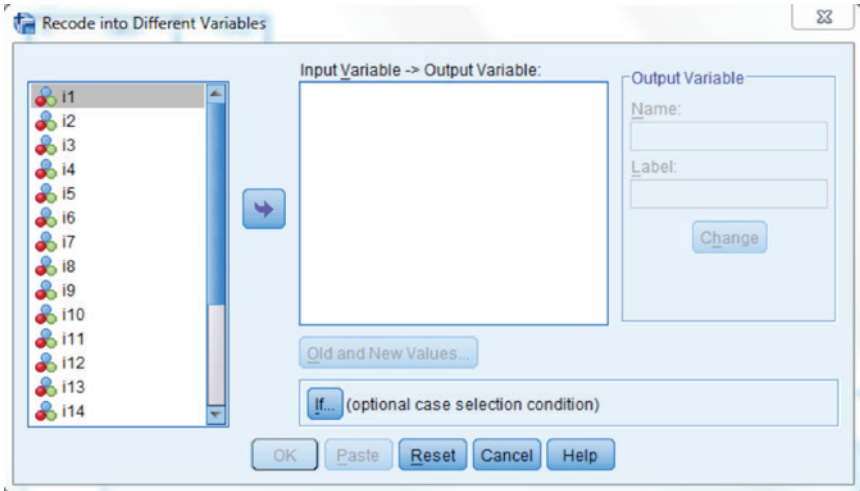 Recode into Different Variables
Input Variable -> Output Variable:
i1
i2
i3
i4
i5
i6
i7
i8
i9
i10
i11
i12
i13
i14
Output Variable
Name:
Label:
Change
Old and New Values...
If... (optional case selection condition)
OK Paste Reset Cancel Help